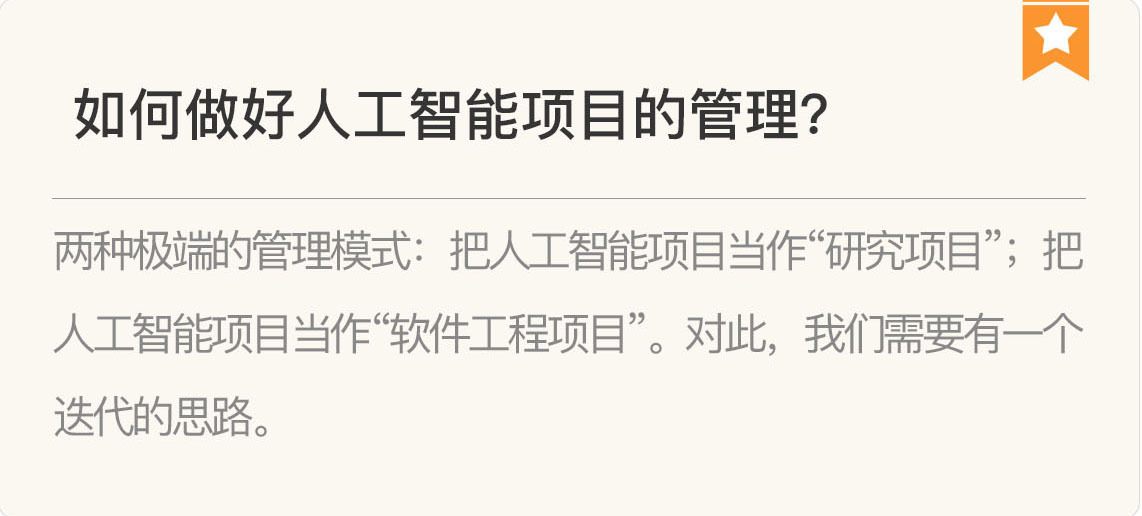 如何做好人工智能项目的管理?
两种极端的管理模式：把人工智能项目当作“研究项目”；把
人工智能项目当作“软件工程项目”。对此，我们需要有一个
迭代的思路。